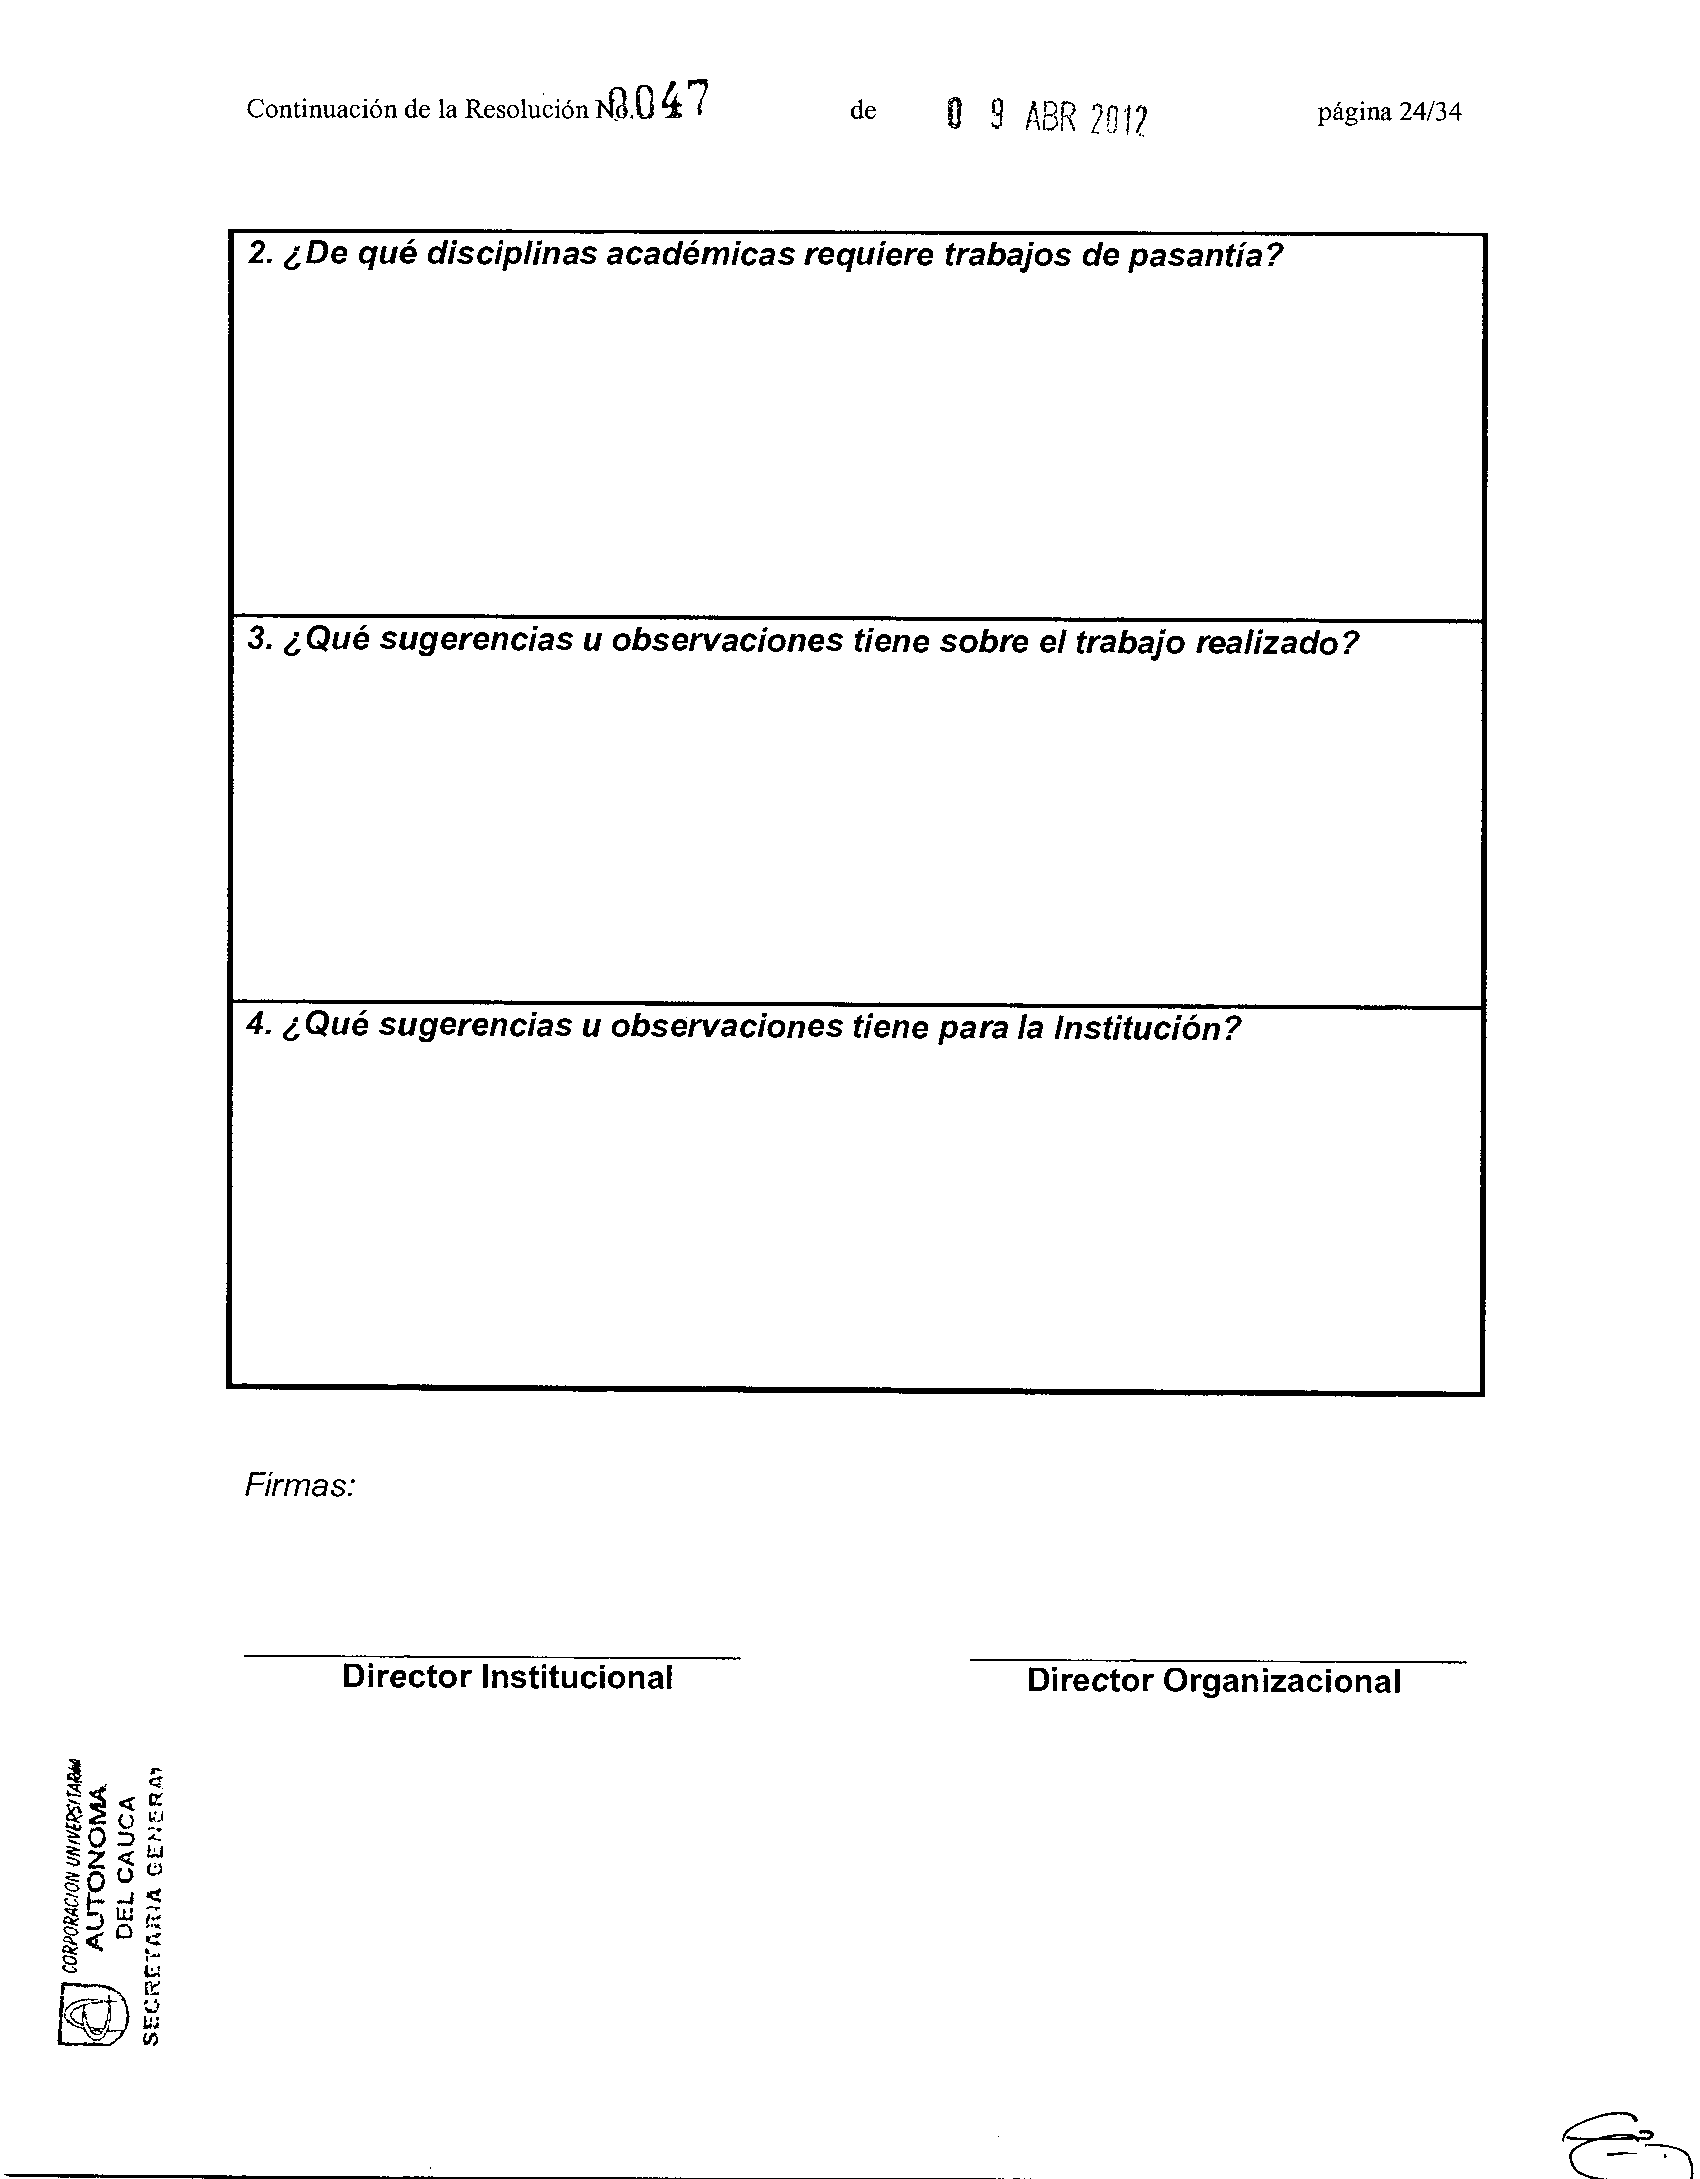 Continuación de la Resolución No. 0047 de 09 ABR 2012 página 24/34
2. ¿De qué disciplinas académicas requiere trabajos de pasantía?
3. ¿Qué sugerencias u observaciones tiene sobre el trabajo realizado?
4. ¿Qué sugerencias u observaciones tiene para la Institución?
Firmas:
Director Institucional Director Organizacional
CORPORACION UNIVERSITARIA
AUTONOMA
DEL CAUCA
SECRETARIA GENERAL